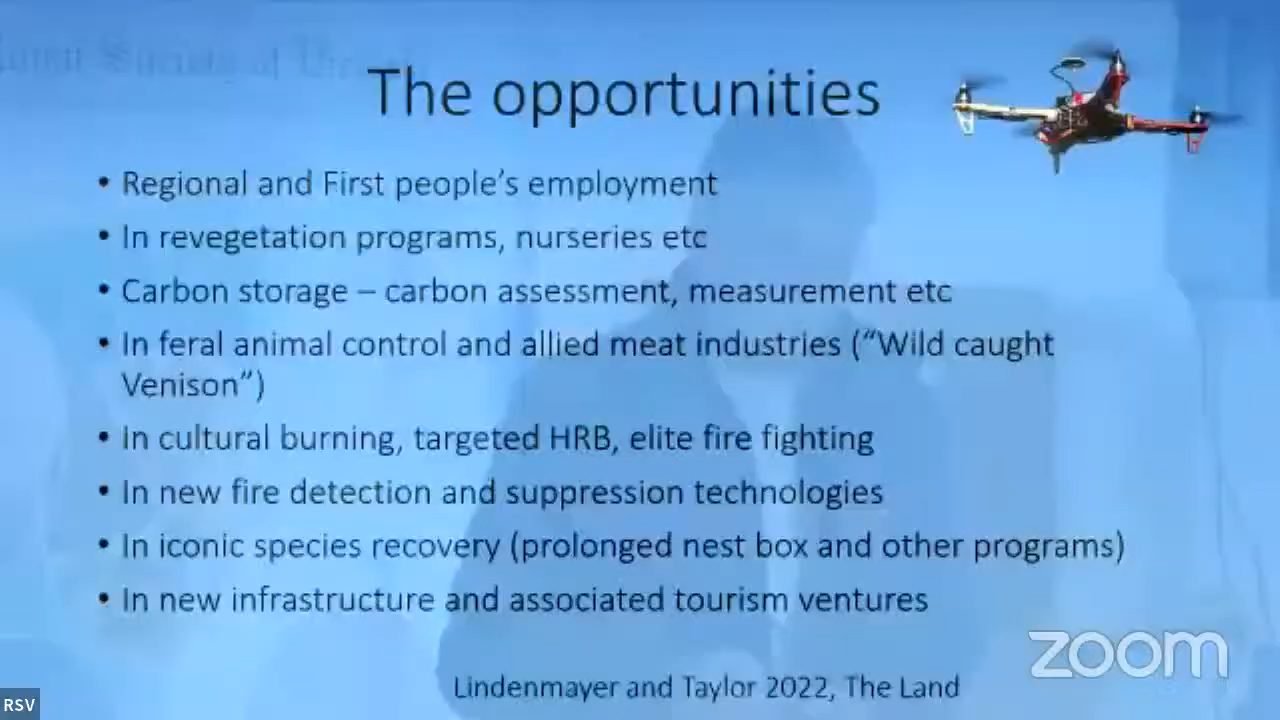 The opportunities
• Regional and First people's employment
• In revegetation programs, nurseries etc
• Carbon storage – carbon assessment, measurement etc
• In feral animal control and allied meat industries ("Wild caught
Venison")
• In cultural burning, targeted HRB, elite fire fighting
• In new fire detection and suppression technologies
• In iconic species recovery (prolonged nest box and other programs)
• In new infrastructure and associated tourism ventures
zoom
Lindenmayer and Taylor 2022, The Land
RSV